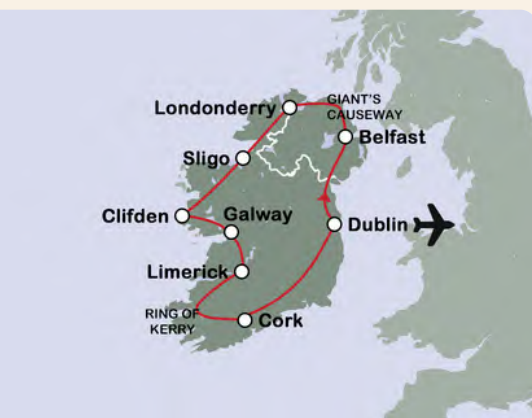 GIANT'S
CAUSEWAY
Londonderry
Belfast
Sligo
Clifden
Galway
Dublin
Limerick
RING OF
KERRY
Cork